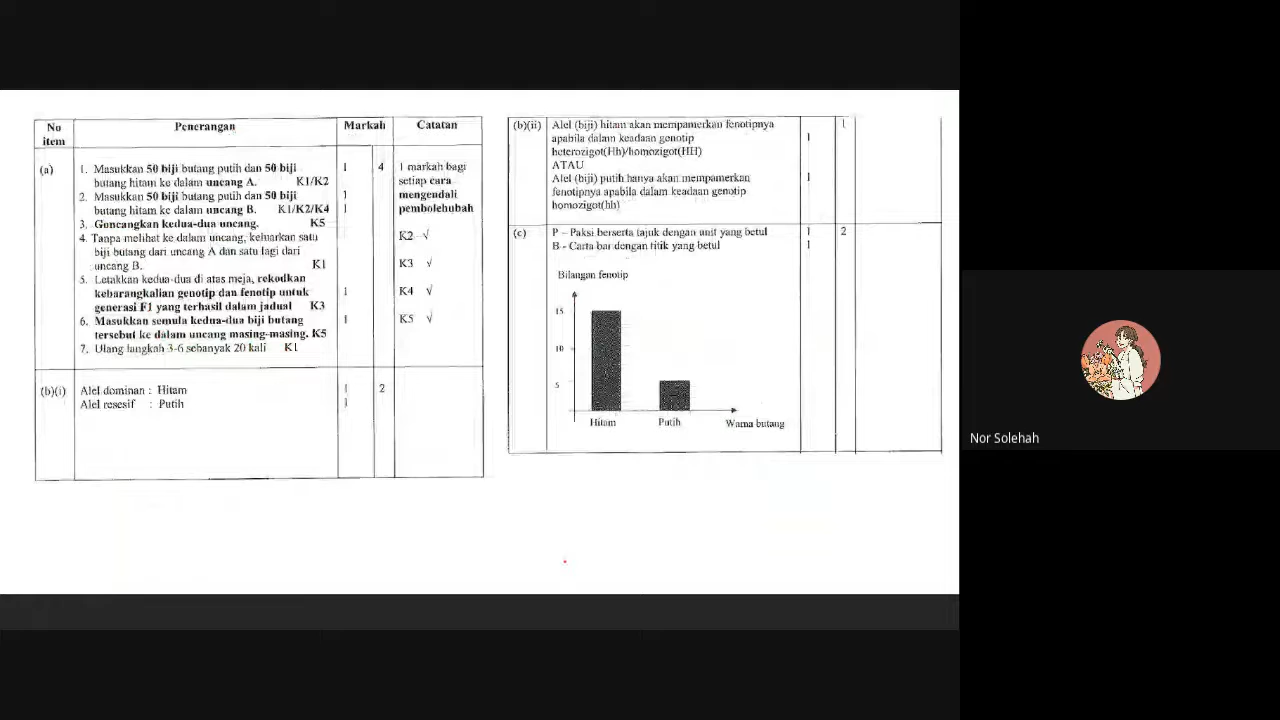 No item Penerangan Markah Catatan
(a) 1. Masukkan 50 biji butang putih dan 50 biji 1 4 1 markah bagi
butang hitam ke dalam uncang A. K1/K2 setiap cara
2. Masukkan 50 biji butang putih dan 50 biji 1 mengendali
butang hitam ke dalam uncang B. K1/K2/K4 1 pembolehubah
3. Goncangkan kedua-dua uncang. K5
4. Tanpa melihat ke dalam uncang, keluarkan satu K2 √
biji butang dari uncang A dan satu lagi dari
uncang B. K1 K3 √
5. Letakkan kedua-dua di atas meja, rekodkan
kebarangkalian genotip dan fenotip untuk 1 K4 √
generasi F1 yang terhasil dalam jadual K3
6. Masukkan semula kedua-dua biji butang 1 K5 √
tersebut ke dalam uncang masing-masing. K5
7. Ulang langkah 3-6 sebanyak 20 kali K1
(b)(i) Alel dominan : Hitam 1 2
Alel resesif : Putih 1
(b)(ii) Alel (biji) hitam akan mempamerkan fenotipnya 1
apabila dalam keadaan genotip 1
heterozigot(Hh)/homozigot(HH)
ATAU
Alel (biji) putih hanya akan mempamerkan 1
fenotipnya apabila dalam keadaan genotip
homozigot(hh)
(c) P – Paksi berserta tajuk dengan unit yang betul 1 2
B - Carta bar dengan titik yang betul 1
Bilangan fenotip
15
10
5
Hitam Putih Warna butang
Nor Solehah